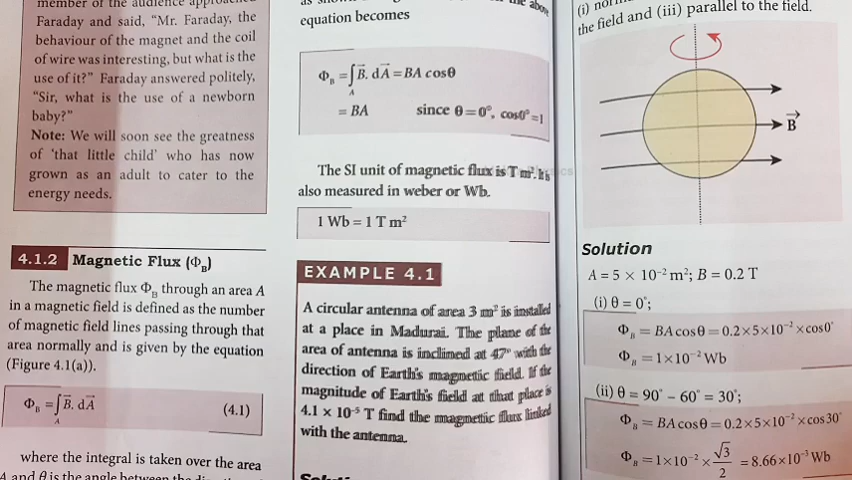 member of the audience approached
Faraday and said, “Mr. Faraday, the
behaviour of the magnet and the coil
of wire was interesting, but what is the
use of it?” Faraday answered politely,
“Sir, what is the use of a newborn
baby?”
Note: We will soon see the greatness
of ‘that little child’ who has now
grown as an adult to cater to the
energy needs.
4.1.2 Magnetic Flux (Φ_B)
The magnetic flux Φ_B through an area A
in a magnetic field is defined as the number
of magnetic field lines passing through that
area normally and is given by the equation
(Figure 4.1(a)).
Φ_B = ∫_A B⃗. dA⃗ (4.1)
where the integral is taken over the area
A and θ is the angle between the
the above
equation becomes
Φ_B = ∫_A B⃗. dA⃗ = BA cosθ
= BA since θ = 0°, cos0° = 1
The SI unit of magnetic flux is T m². It is
also measured in weber or Wb.
1 Wb = 1 T m²
EXAMPLE 4.1
A circular antenna of area 3 m² is installed
at a place in Madurai. The plane of the
area of antenna is inclined at 47° with the
direction of Earth’s magnetic field. If the
magnitude of Earth’s field at that place is
4.1 × 10⁻⁵ T find the magnetic flux linked
with the antenna.
(i)
the field and (iii) parallel to the field.
B⃗
Solution
A = 5 × 10⁻² m²; B = 0.2 T
(i) θ = 0°;
Φ_B = BA cosθ = 0.2×5×10⁻²×cos0°
Φ_B = 1×10⁻² Wb
(ii) θ = 90° − 60° = 30°;
Φ_B = BA cosθ = 0.2×5×10⁻²×cos30°
Φ_B = 1×10⁻² × √3/2 = 8.66×10⁻³ Wb